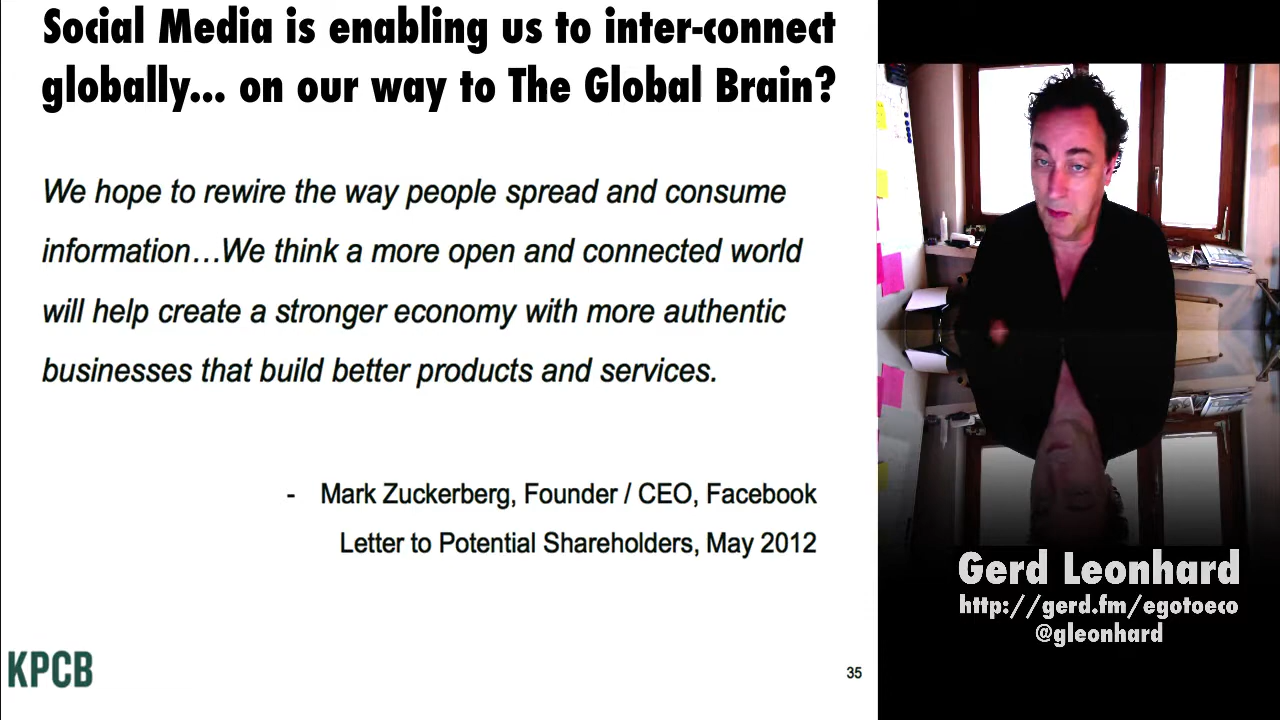 Social Media is enabling us to inter-connect
globally... on our way to The Global Brain?
We hope to rewire the way people spread and consume
information…We think a more open and connected world
will help create a stronger economy with more authentic
businesses that build better products and services.
- Mark Zuckerberg, Founder / CEO, Facebook
Letter to Potential Shareholders, May 2012
KPCB
35
Gerd Leonhard
http://gerd.fm/egotoeco
@gleonhard